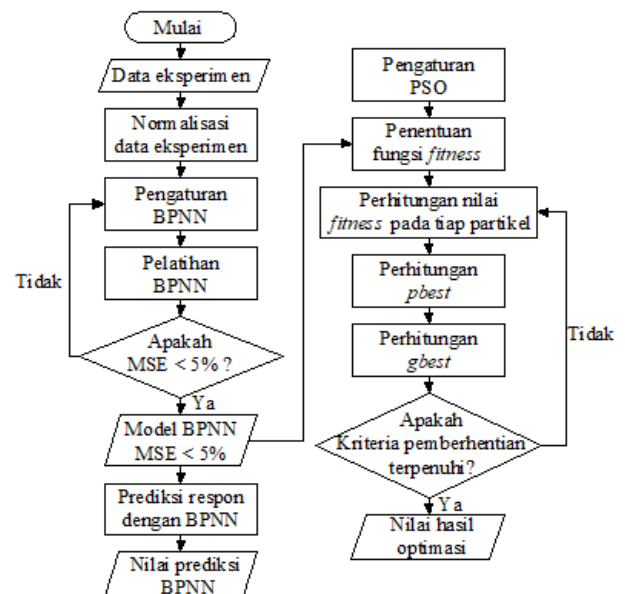 Mulai
Data eksperimen
Normalisasi
data eksperimen
Pengaturan
BPNN
Pelatihan
BPNN
Tidak
Apakah
MSE < 5% ?
Ya
Model BPNN
MSE < 5%
Prediksi respon
dengan BPNN
Nilai prediksi
BPNN
Pengaturan
PSO
Penentuan
fungsi fitness
Perhitungan nilai
fitness pada tiap partikel
Perhitungan
pbest
Perhitungan
gbest
Tidak
Apakah
Kriteria pemberhentian
terpenuhi?
Ya
Nilai hasil
optimasi